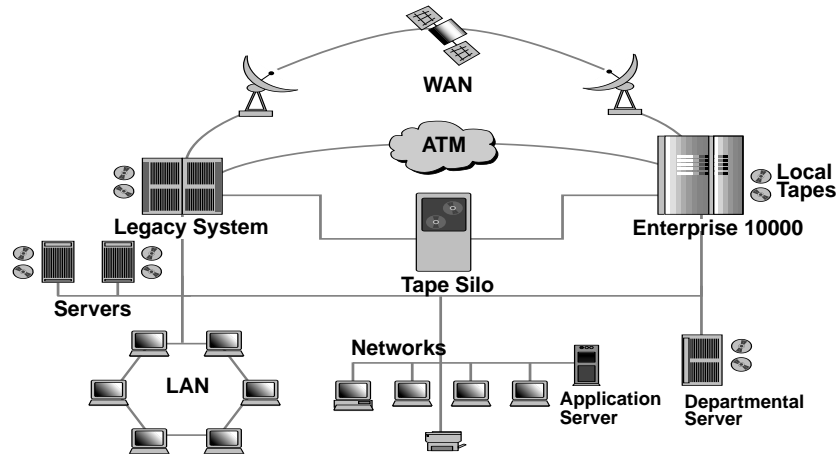 WAN
ATM
Local
Tapes
Legacy System
Enterprise 10000
Tape Silo
Servers
Networks
LAN
Application
Server
Departmental
Server